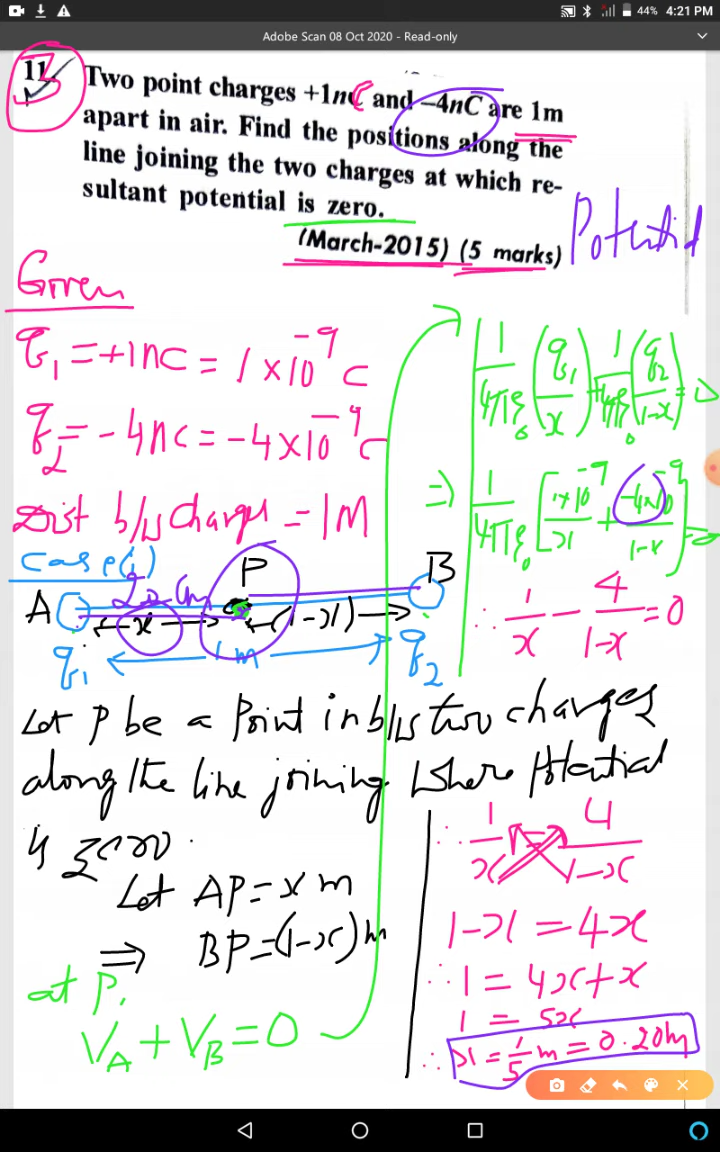 44% 4:21 PM
Adobe Scan 08 Oct 2020 - Read-only
Two point charges +1nC and –4nC are 1m
apart in air. Find the positions along the
line joining the two charges at which re-
sultant potential is zero.
(March-2015) (5 marks)
Potential
Given
q₁ = +1nc = 1×10⁻⁹ c
q₂ = -4nc = -4×10⁻⁹ c
Dist b/w charges = 1M
Case(i)
20 cm
P
B
A
x
(1-x)
q₁
1m
q₂
Let P be a Point in b/w two charges
along the line joining where Potential
is zero.
Let AP = x m
⇒ BP = (1-x) m
at P,
V_A + V_B = 0
1/4πε₀ (q₁/x) + 1/4πε₀ (q₂/1-x) = 0
⇒ 1/4πε₀ [1×10⁻⁹/x + -4×10⁻⁹/1-x] = 0
∴ 1/x - 4/1-x = 0
∴ 1/x = 4/1-x
1-x = 4x
∴ 1 = 4x+x
1 = 5x
∴ x = 1/5 m = 0.20m